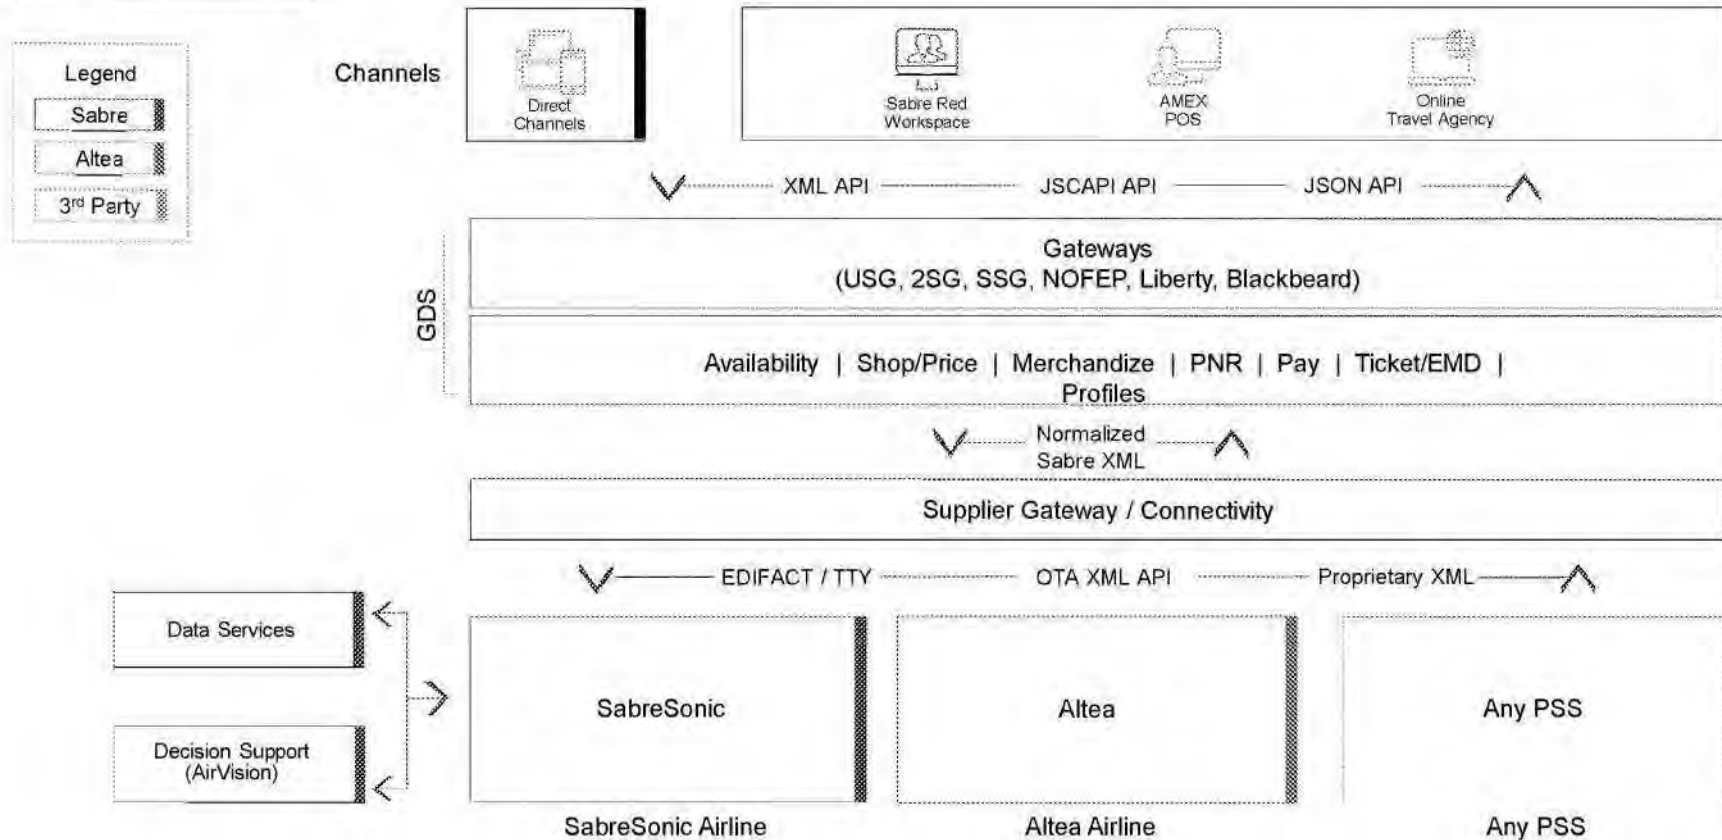 Legend
Sabre
Altea
3rd Party
Channels
Direct
Channels
Sabre Red
Workspace
AMEX
POS
Online
Travel Agency
XML API
JSCAPI API
JSON API
GDS
Gateways
(USG, 2SG, SSG, NOFEP, Liberty, Blackbeard)
Availability | Shop/Price | Merchandize | PNR | Pay | Ticket/EMD |
Profiles
Normalized
Sabre XML
Supplier Gateway / Connectivity
EDIFACT / TTY
OTA XML API
Proprietary XML
Data Services
Decision Support
(AirVision)
SabreSonic
Altea
Any PSS
SabreSonic Airline
Altea Airline
Any PSS